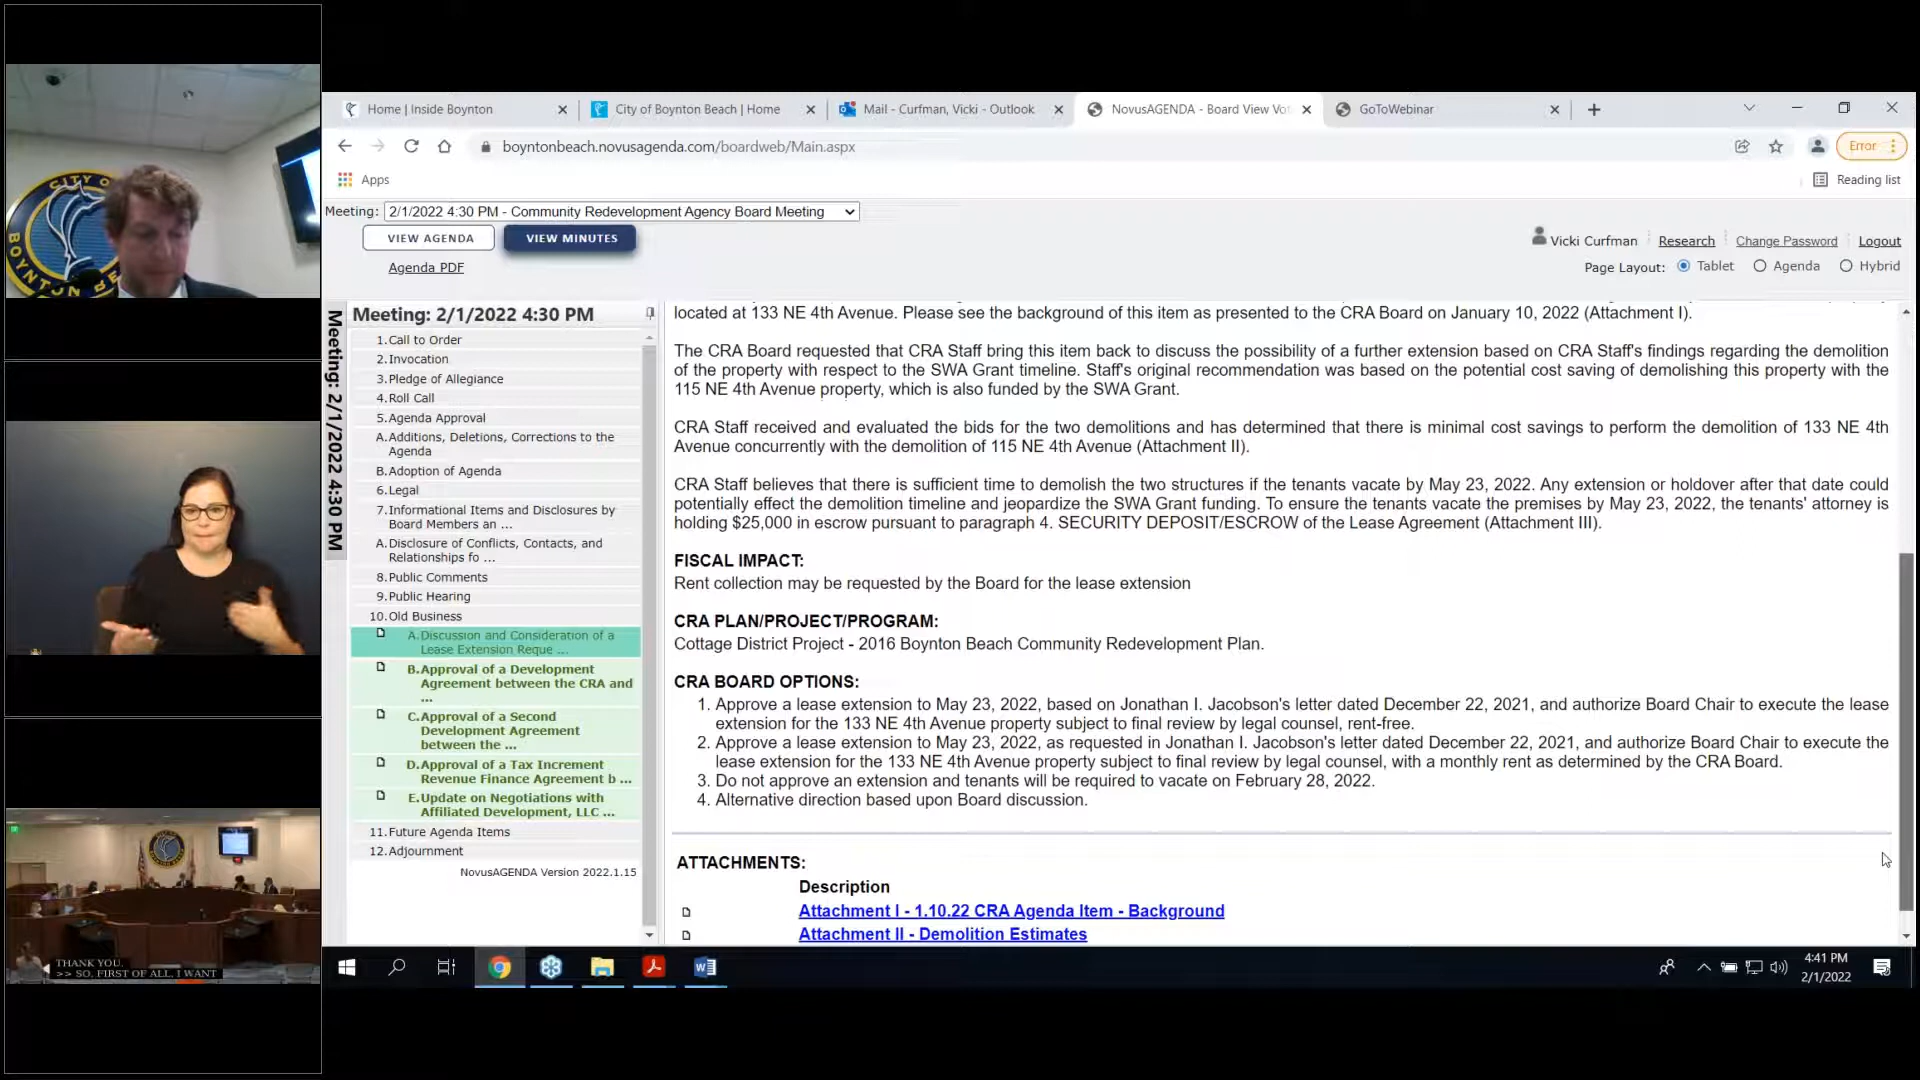 CITY O
BOYNTON BE
THANK YOU.
>> SO, FIRST OF ALL, I WANT
Home | Inside Boynton
City of Boynton Beach | Home
Mail - Curfman, Vicki - Outlook
NovusAGENDA - Board View Vot
GoToWebinar
boyntonbeach.novusagenda.com/boardweb/Main.aspx
Error
Apps
Reading list
Meeting: 2/1/2022 4:30 PM - Community Redevelopment Agency Board Meeting
VIEW AGENDA
VIEW MINUTES
Agenda PDF
Vicki Curfman
Research
Change Password
Logout
Page Layout: Tablet Agenda Hybrid
Meeting: 2/1/2022 4:30 PM
Meeting: 2/1/2022 4:30 PM
1.Call to Order
2.Invocation
3.Pledge of Allegiance
4.Roll Call
5.Agenda Approval
A.Additions, Deletions, Corrections to the
Agenda
B.Adoption of Agenda
6.Legal
7.Informational Items and Disclosures by
Board Members an ...
A.Disclosure of Conflicts, Contacts, and
Relationships fo ...
8.Public Comments
9.Public Hearing
10.Old Business
A.Discussion and Consideration of a
Lease Extension Reque ...
B.Approval of a Development
Agreement between the CRA and
...
C.Approval of a Second
Development Agreement
between the ...
D.Approval of a Tax Increment
Revenue Finance Agreement b ...
E.Update on Negotiations with
Affiliated Development, LLC ...
11.Future Agenda Items
12.Adjournment
NovusAGENDA Version 2022.1.15
located at 133 NE 4th Avenue. Please see the background of this item as presented to the CRA Board on January 10, 2022 (Attachment I).
The CRA Board requested that CRA Staff bring this item back to discuss the possibility of a further extension based on CRA Staff's findings regarding the demolition
of the property with respect to the SWA Grant timeline. Staff's original recommendation was based on the potential cost saving of demolishing this property with the
115 NE 4th Avenue property, which is also funded by the SWA Grant.
CRA Staff received and evaluated the bids for the two demolitions and has determined that there is minimal cost savings to perform the demolition of 133 NE 4th
Avenue concurrently with the demolition of 115 NE 4th Avenue (Attachment II).
CRA Staff believes that there is sufficient time to demolish the two structures if the tenants vacate by May 23, 2022. Any extension or holdover after that date could
potentially effect the demolition timeline and jeopardize the SWA Grant funding. To ensure the tenants vacate the premises by May 23, 2022, the tenants' attorney is
holding $25,000 in escrow pursuant to paragraph 4. SECURITY DEPOSIT/ESCROW of the Lease Agreement (Attachment III).
FISCAL IMPACT:
Rent collection may be requested by the Board for the lease extension
CRA PLAN/PROJECT/PROGRAM:
Cottage District Project - 2016 Boynton Beach Community Redevelopment Plan.
CRA BOARD OPTIONS:
1. Approve a lease extension to May 23, 2022, based on Jonathan I. Jacobson's letter dated December 22, 2021, and authorize Board Chair to execute the lease
extension for the 133 NE 4th Avenue property subject to final review by legal counsel, rent-free.
2. Approve a lease extension to May 23, 2022, as requested in Jonathan I. Jacobson's letter dated December 22, 2021, and authorize Board Chair to execute the
lease extension for the 133 NE 4th Avenue property subject to final review by legal counsel, with a monthly rent as determined by the CRA Board.
3. Do not approve an extension and tenants will be required to vacate on February 28, 2022.
4. Alternative direction based upon Board discussion.
ATTACHMENTS:
Description
Attachment I - 1.10.22 CRA Agenda Item - Background
Attachment II - Demolition Estimates
4:41 PM
2/1/2022